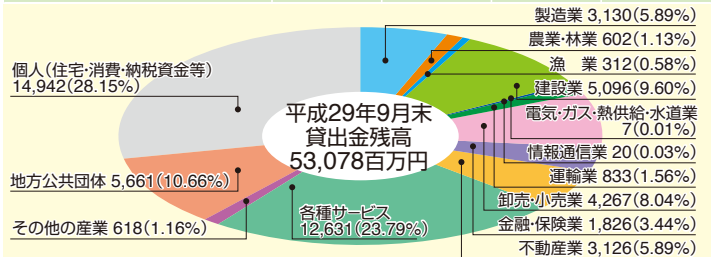 製造業 3,130(5.89%)
農業・林業 602(1.13%)
漁　業 312(0.58%)
建設業 5,096(9.60%)
電気・ガス・熱供給・水道業
7(0.01%)
情報通信業 20(0.03%)
運輸業 833(1.56%)
卸売・小売業 4,267(8.04%)
金融・保険業 1,826(3.44%)
不動産業 3,126(5.89%)
各種サービス
12,631(23.79%)
その他の産業 618(1.16%)
地方公共団体 5,661(10.66%)
個人(住宅・消費・納税資金等)
14,942(28.15%)
平成29年9月末
貸出金残高
53,078百万円